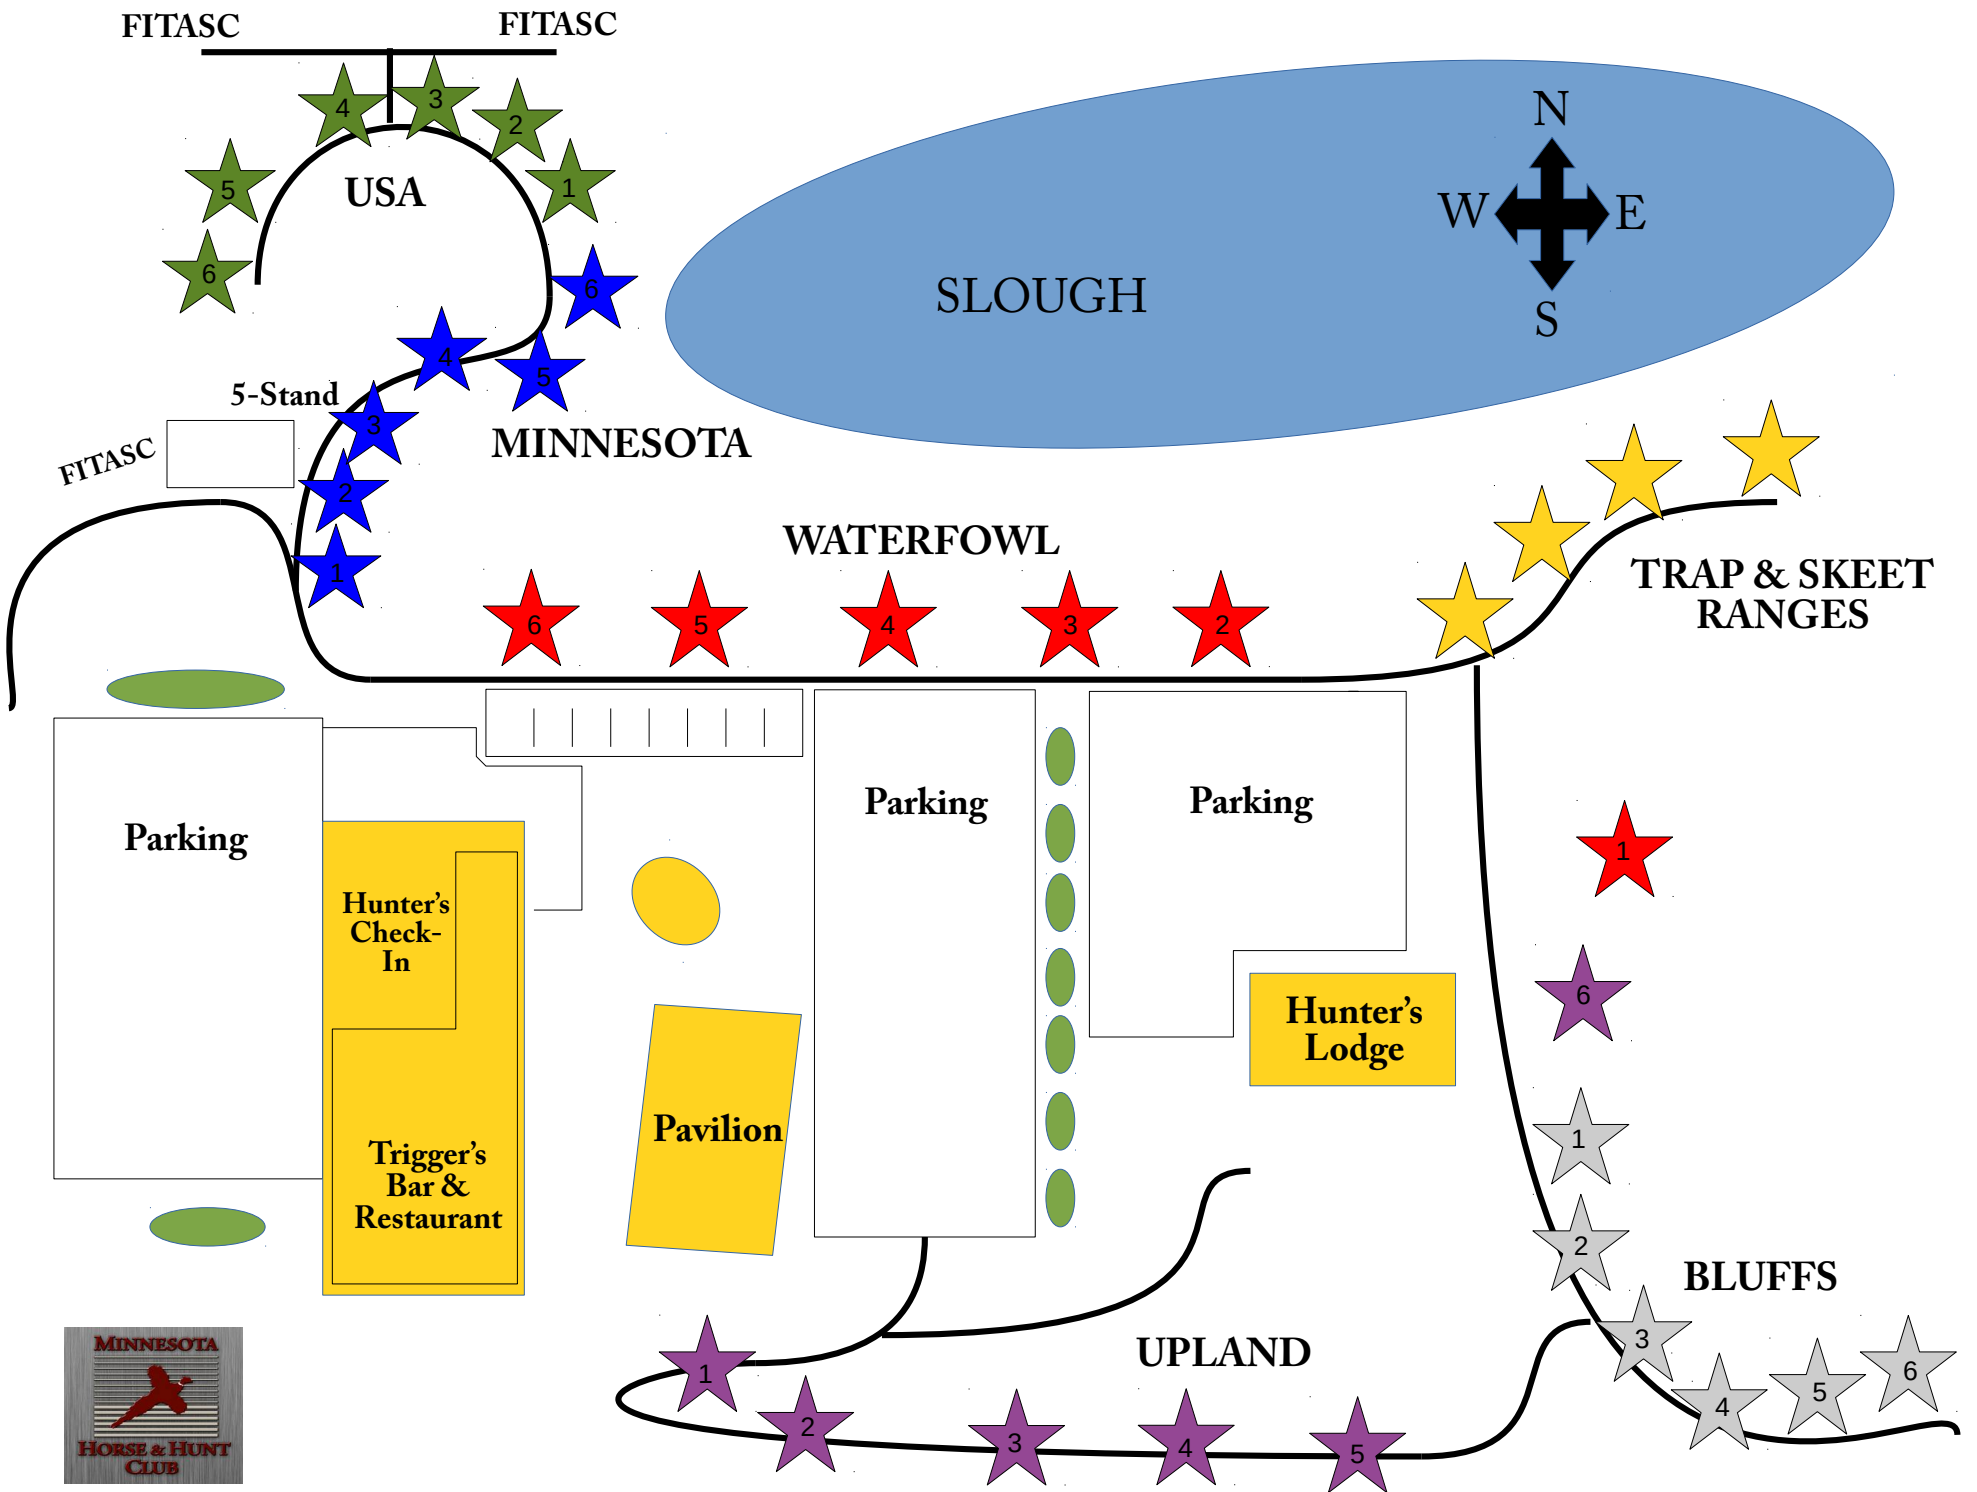 FITASC
FITASC
4
3
2
5
USA
1
6
N
W
E
S
SLOUGH
6
4
5
5-Stand
3
MINNESOTA
FITASC
2
1
WATERFOWL
TRAP & SKEET
RANGES
6
5
4
3
2
Parking
Parking
Parking
1
Hunter's
Check-
In
6
Hunter's
Lodge
Pavilion
Trigger's
Bar &
Restaurant
1
2
BLUFFS
3
UPLAND
1
2
3
4
5
4
5
6
MINNESOTA
HORSE & HUNT
CLUB